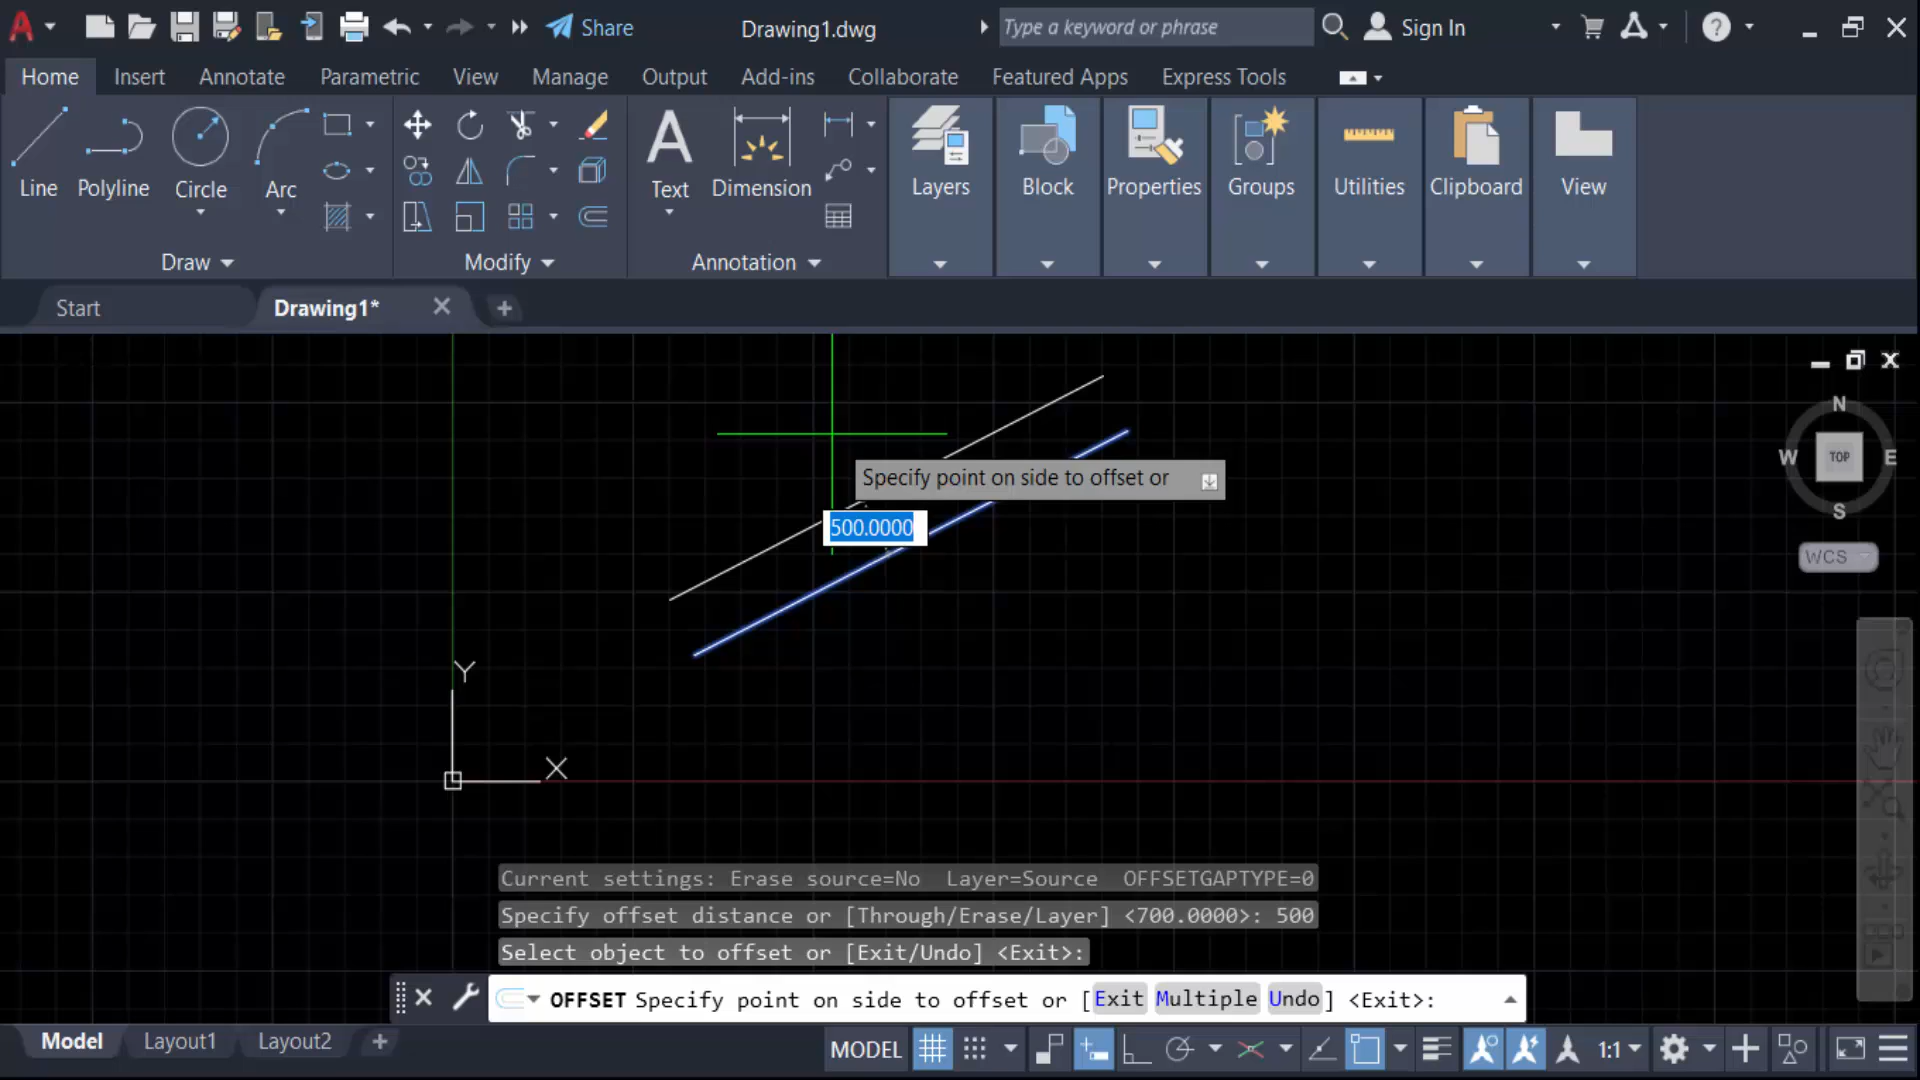 Share
Drawing1.dwg
Type a keyword or phrase
Sign In
Home Insert Annotate Parametric View Manage Output Add-ins Collaborate Featured Apps Express Tools
Line Polyline Circle Arc
Text Dimension
Layers Block Properties Groups Utilities Clipboard View
Draw Modify Annotation
Start Drawing1*
N
W TOP E
S
WCS
Specify point on side to offset or
500.0000
Y
X
Current settings: Erase source=No Layer=Source OFFSETGAPTYPE=0
Specify offset distance or [Through/Erase/Layer] <700.0000>: 500
Select object to offset or [Exit/Undo] <Exit>:
OFFSET Specify point on side to offset or [Exit Multiple Undo] <Exit>:
Model Layout1 Layout2
MODEL 1:1